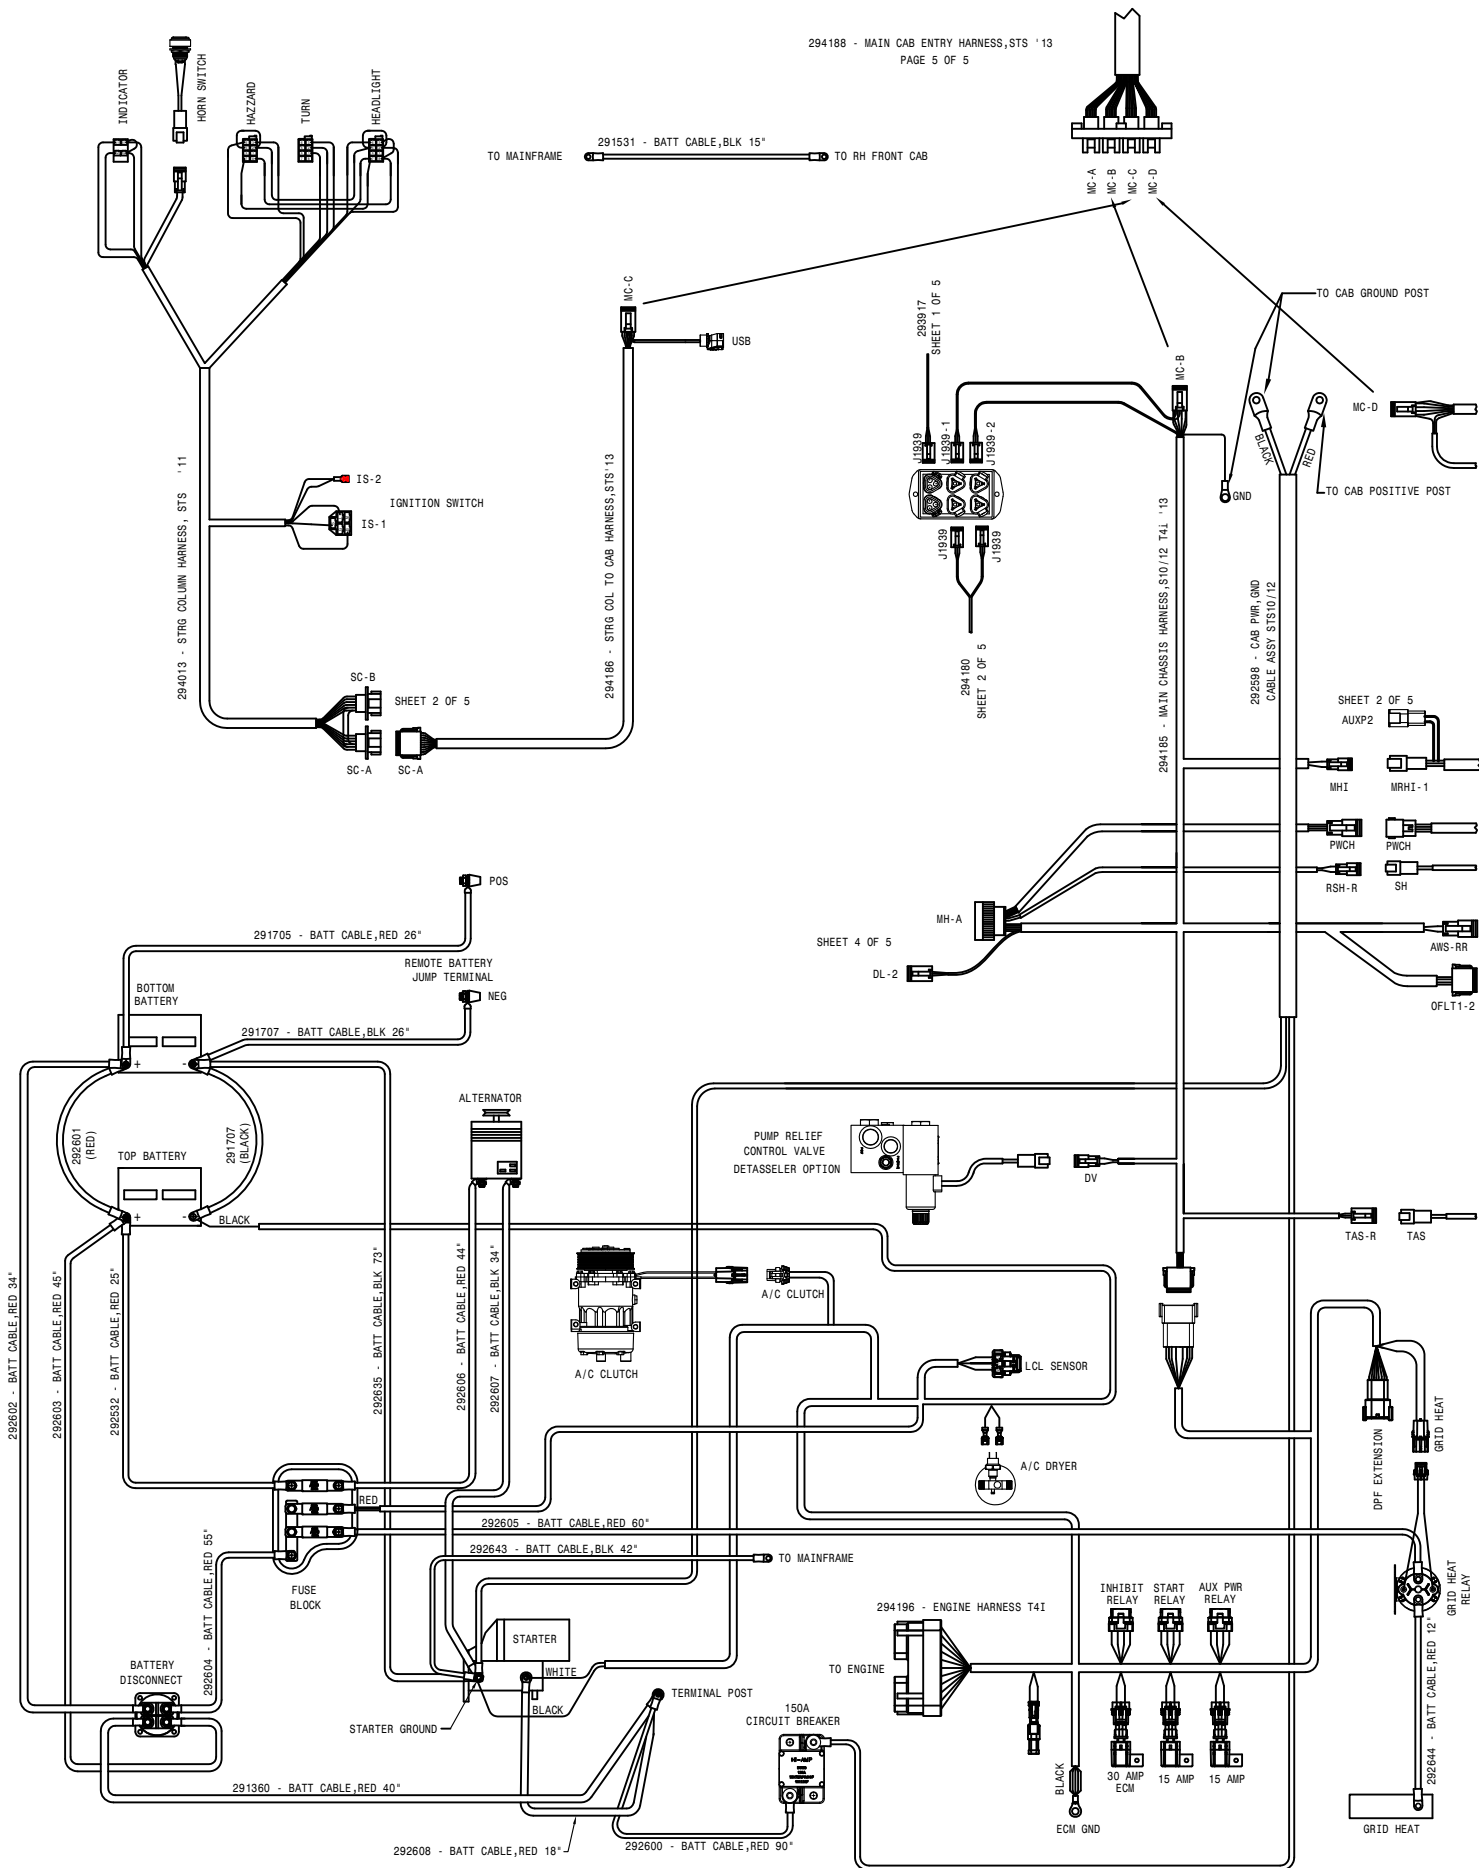 294188 - MAIN CAB ENTRY HARNESS,STS '13
PAGE 5 OF 5
INDICATOR
HORN SWITCH
HAZZARD
TURN
HEADLIGHT
291531 - BATT CABLE,BLK 15"
TO MAINFRAME
TO RH FRONT CAB
MC-A
MC-B
MC-C
MC-D
MC-C
USB
293917
SHEET 1 OF 5
MC-B
TO CAB GROUND POST
MC-D
BLACK
RED
TO CAB POSITIVE POST
GND
J1939
J1939-1
J1939-2
J1939
J1939
294180
SHEET 2 OF 5
IS-2
IGNITION SWITCH
IS-1
294013 - STRG COLUMN HARNESS, STS '11
294186 - STRG COL TO CAB HARNESS,STS'13
294185 - MAIN CHASSIS HARNESS,S10/12 T4i '13
292598 - CAB PWR,GND
CABLE ASSY STS10/12
SC-B
SHEET 2 OF 5
SC-A
SC-A
SHEET 2 OF 5
AUXP2
MHI
MRHI-1
PWCH
PWCH
RSH-R
SH
MH-A
SHEET 4 OF 5
DL-2
AWS-RR
OFLT1-2
POS
291705 - BATT CABLE,RED 26"
REMOTE BATTERY
JUMP TERMINAL
NEG
BOTTOM
BATTERY
291707 - BATT CABLE,BLK 26"
+
-
292601
(RED)
291707
(BLACK)
TOP BATTERY
+
-
BLACK
ALTERNATOR
PUMP RELIEF
CONTROL VALVE
DETASSELER OPTION
DV
TAS-R
TAS
292602 - BATT CABLE,RED 34"
292603 - BATT CABLE,RED 45"
292532 - BATT CABLE,RED 25"
292635 - BATT CABLE,BLK 73"
292606 - BATT CABLE,RED 44"
292607 - BATT CABLE,BLK 34"
A/C CLUTCH
A/C CLUTCH
LCL SENSOR
A/C DRYER
DPF EXTENSION
GRID HEAT
RED
292605 - BATT CABLE,RED 60"
292643 - BATT CABLE,BLK 42"
TO MAINFRAME
FUSE
BLOCK
292604 - BATT CABLE,RED 55"
GRID HEAT
RELAY
294196 - ENGINE HARNESS T4I
INHIBIT
RELAY
START
RELAY
AUX PWR
RELAY
TO ENGINE
STARTER
WHITE
BLACK
BATTERY
DISCONNECT
STARTER GROUND
TERMINAL POST
150A
CIRCUIT BREAKER
HI-AMP
291360 - BATT CABLE,RED 40"
292608 - BATT CABLE,RED 18"
292600 - BATT CABLE,RED 90"
BLACK
ECM GND
30 AMP
ECM
15 AMP
15 AMP
292644 - BATT CABLE,RED 12"
GRID HEAT